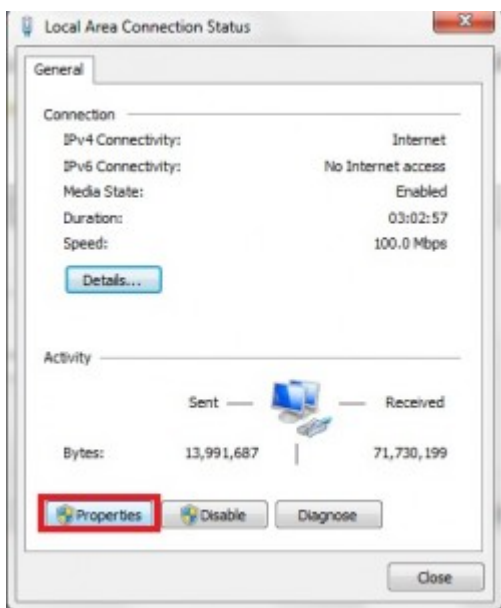 Local Area Connection Status
General
Connection
IPv4 Connectivity: Internet
IPv6 Connectivity: No Internet access
Media State: Enabled
Duration: 03:02:57
Speed: 100.0 Mbps
Details...
Activity
Sent Received
Bytes: 13,991,687 71,730,199
Properties Disable Diagnose
Close